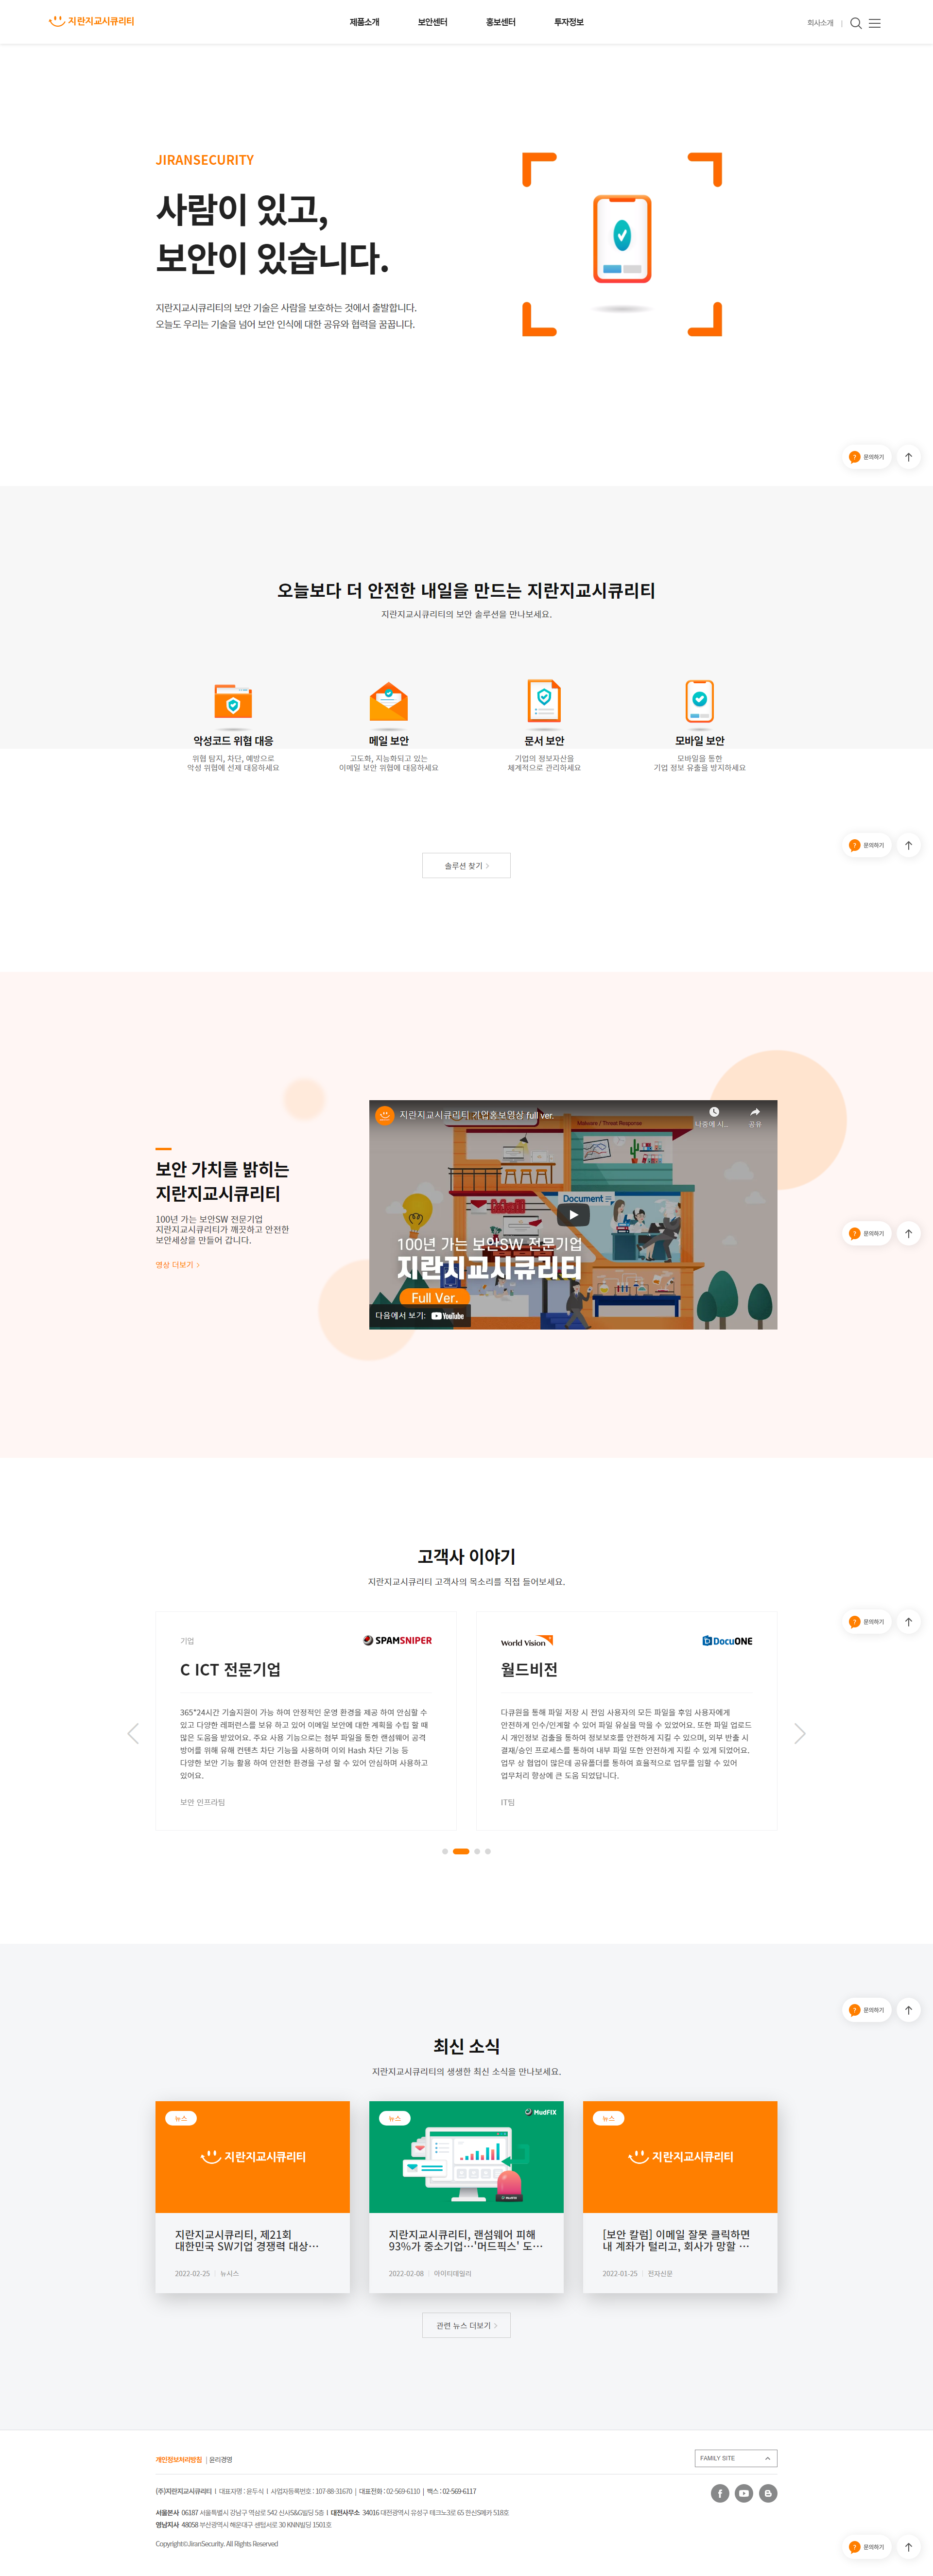 지란지교시큐리티
제품소개
보안센터
홍보센터
투자정보
회사소개
JIRANSECURITY
사람이 있고,
보안이 있습니다.
지란지교시큐리티의 보안 기술은 사람을 보호하는 것에서 출발합니다.
오늘도 우리는 기술을 넘어 보안 인식에 대한 공유와 협력을 꿈꿉니다.
문의하기
오늘보다 더 안전한 내일을 만드는 지란지교시큐리티
지란지교시큐리티의 보안 솔루션을 만나보세요.
악성코드 위협 대응
위협 탐지, 차단, 예방으로
악성 위협에 선제 대응하세요
메일 보안
고도화, 지능화되고 있는
이메일 보안 위협에 대응하세요
문서 보안
기업의 정보자산을
체계적으로 관리하세요
모바일 보안
모바일을 통한
기업 정보 유출을 방지하세요
문의하기
솔루션 찾기
보안 가치를 밝히는
지란지교시큐리티
100년 가는 보안SW 전문기업
지란지교시큐리티가 깨끗하고 안전한
보안세상을 만들어 갑니다.
영상 더보기
지란지교시큐리티 기업홍보영상 full ver.
나중에 시...
공유
Malware / Threat Response
Document
100년 가는 보안SW 전문기업
지란지교시큐리티
Full Ver.
다음에서 보기: YouTube
문의하기
고객사 이야기
지란지교시큐리티 고객사의 목소리를 직접 들어보세요.
문의하기
기업
SPAMSNIPER
C ICT 전문기업
365*24시간 기술지원이 가능 하여 안정적인 운영 환경을 제공 하여 안심할 수
있고 다양한 레퍼런스를 보유 하고 있어 이메일 보안에 대한 계획을 수립 할 때
많은 도움을 받았어요. 주요 사용 기능으로는 첨부 파일을 통한 랜섬웨어 공격
방어를 위해 유해 컨텐츠 차단 기능을 사용하며 이외 Hash 차단 기능 등
다양한 보안 기능 활용 하여 안전한 환경을 구성 할 수 있어 안심하며 사용하고
있어요.
보안 인프라팀
World Vision
DocuONE
월드비전
다큐원을 통해 파일 저장 시 전임 사용자의 모든 파일을 후임 사용자에게
안전하게 인수/인계할 수 있어 파일 유실을 막을 수 있었어요. 또한 파일 업로드
시 개인정보 검출을 통하여 정보보호를 안전하게 지킬 수 있으며, 외부 반출 시
결재/승인 프로세스를 통하여 내부 파일 또한 안전하게 지킬 수 있게 되었어요.
업무 상 협업이 많은데 공유폴더를 통하여 효율적으로 업무를 임할 수 있어
업무처리 향상에 큰 도움 되었답니다.
IT팀
문의하기
최신 소식
지란지교시큐리티의 생생한 최신 소식을 만나보세요.
뉴스
지란지교시큐리티
지란지교시큐리티, 제21회
대한민국 SW기업 경쟁력 대상…
2022-02-25
뉴시스
뉴스
MudFIX
지란지교시큐리티, 랜섬웨어 피해
93%가 중소기업…'머드픽스' 도…
2022-02-08
아이티데일리
뉴스
지란지교시큐리티
[보안 칼럼] 이메일 잘못 클릭하면
내 계좌가 털리고, 회사가 망할 …
2022-01-25
전자신문
관련 뉴스 더보기
개인정보처리방침 | 윤리경영
FAMILY SITE
(주)지란지교시큐리티 | 대표자명 : 윤두식 | 사업자등록번호 : 107-88-31670 | 대표전화 : 02-569-6110 | 팩스 : 02-569-6117
서울본사 06187 서울특별시 강남구 역삼로 542 신사S&G빌딩 5층 | 대전사무소 34016 대전광역시 유성구 테크노3로 65 한신S메카 518호
영남지사 48058 부산광역시 해운대구 센텀서로 30 KNN빌딩 1501호
Copyright©JiranSecurity. All Rights Reserved
문의하기